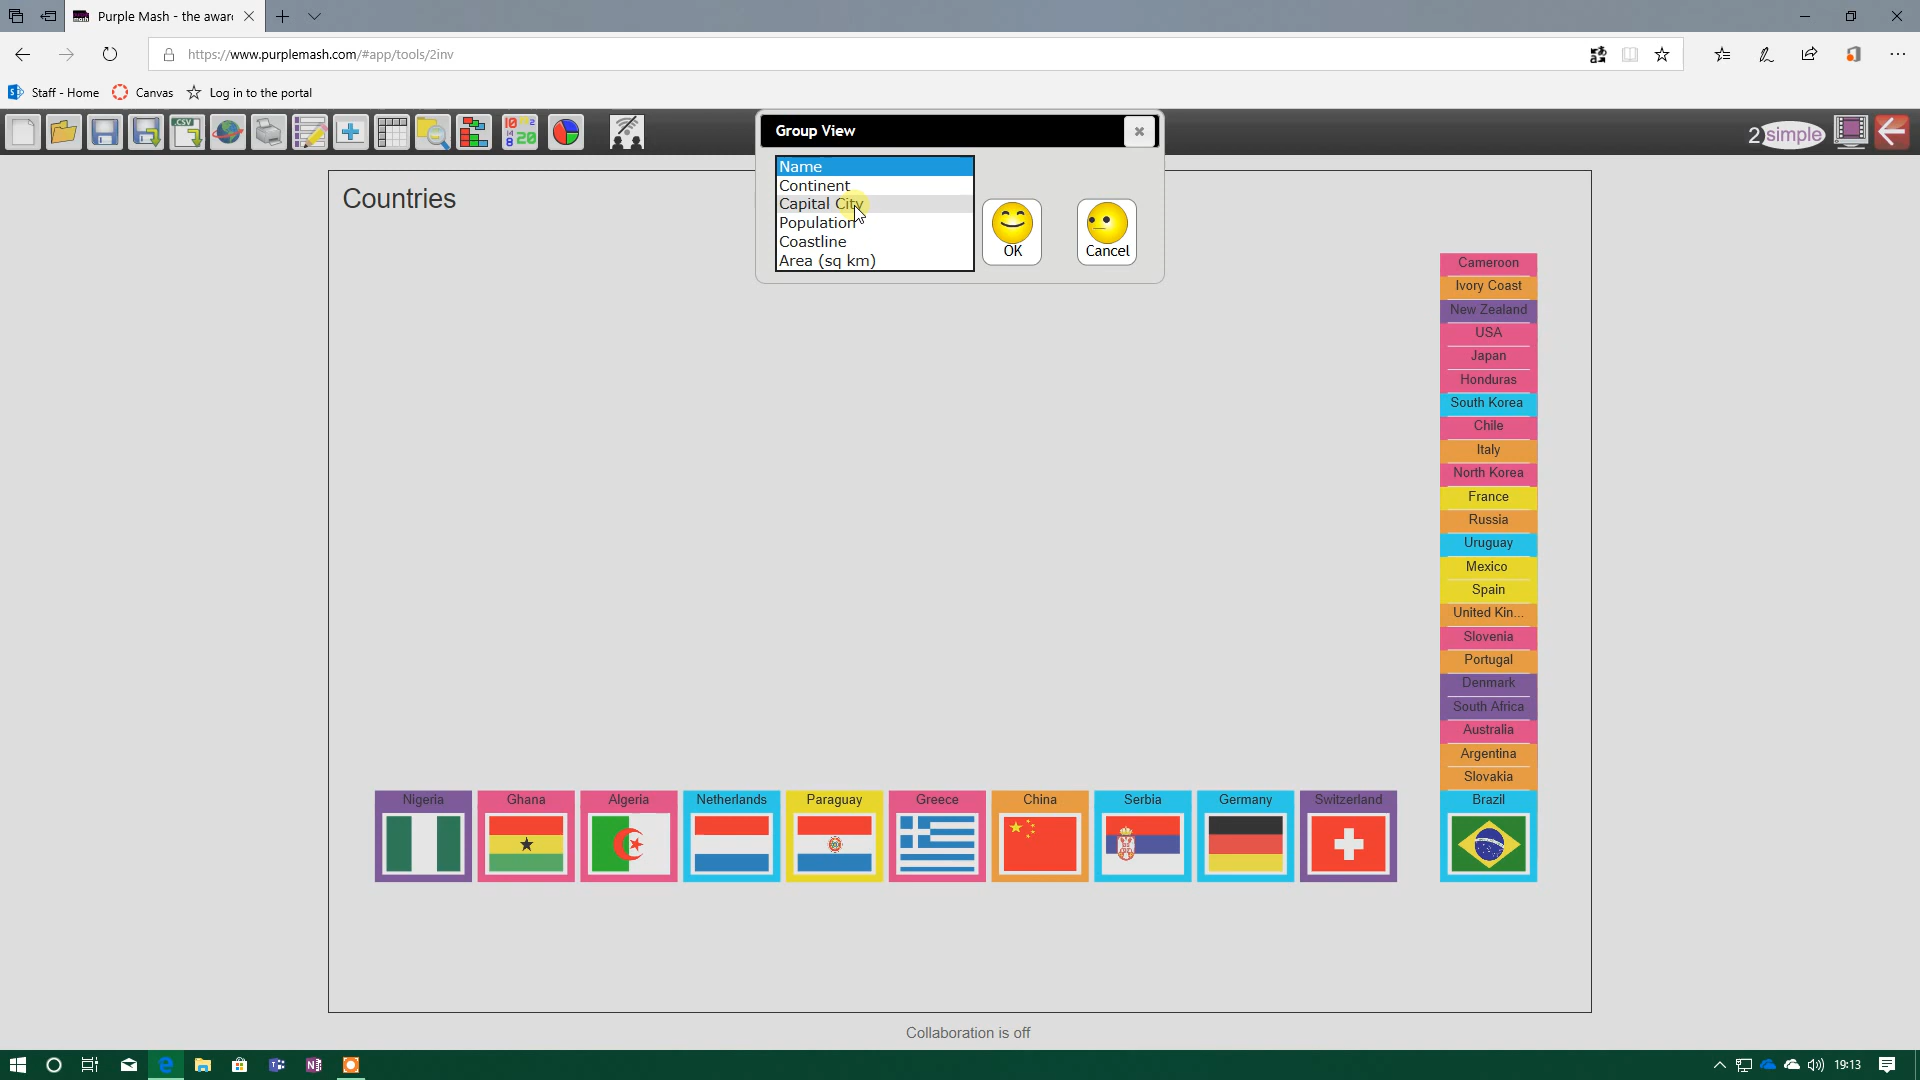 Purple Mash - the awar
https://www.purplemash.com/#app/tools/2inv
Staff - Home
Canvas
Log in to the portal
CSV
2simple
Group View
Name
Continent
Capital City
Population
Coastline
Area (sq km)
OK
Cancel
Countries
Cameroon
Ivory Coast
New Zealand
USA
Japan
Honduras
South Korea
Chile
Italy
North Korea
France
Russia
Uruguay
Mexico
Spain
United Kin...
Slovenia
Portugal
Denmark
South Africa
Australia
Argentina
Slovakia
Nigeria Ghana Algeria Netherlands Paraguay Greece China Serbia Germany Switzerland Brazil
Collaboration is off
19:13